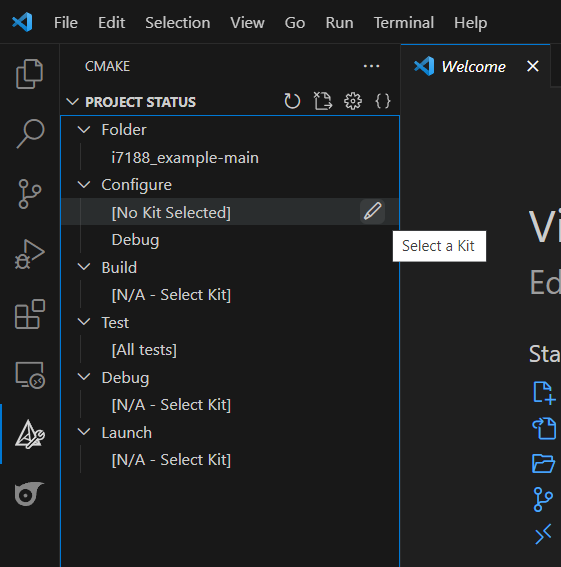 File Edit Selection View Go Run Terminal Help
CMAKE
Welcome
PROJECT STATUS
Folder
i7188_example-main
Configure
[No Kit Selected]
Debug
Select a Kit
Build
[N/A - Select Kit]
Test
[All tests]
Debug
[N/A - Select Kit]
Launch
[N/A - Select Kit]
Vi
Ed
Sta